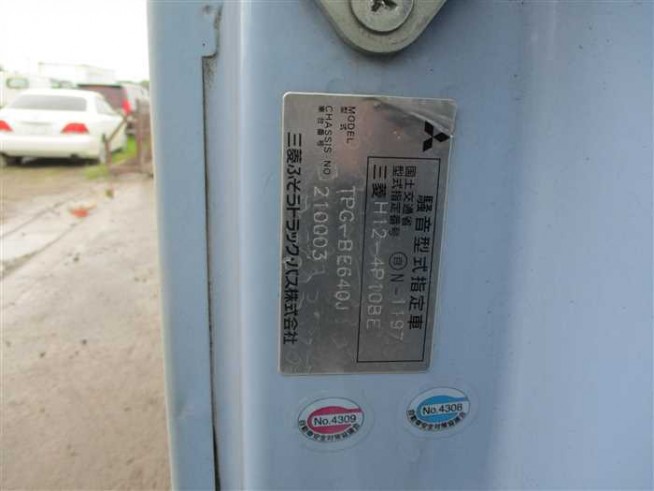 騒音型式指定車
国土交通省
型式指定番号
自N-1197
三菱H12-4P10BE
MODEL
型式
TPG-BE640J
CHASSIS NO.
車台番号
210003
三菱ふそうトラック・バス株式会社
No.4309
No.4308